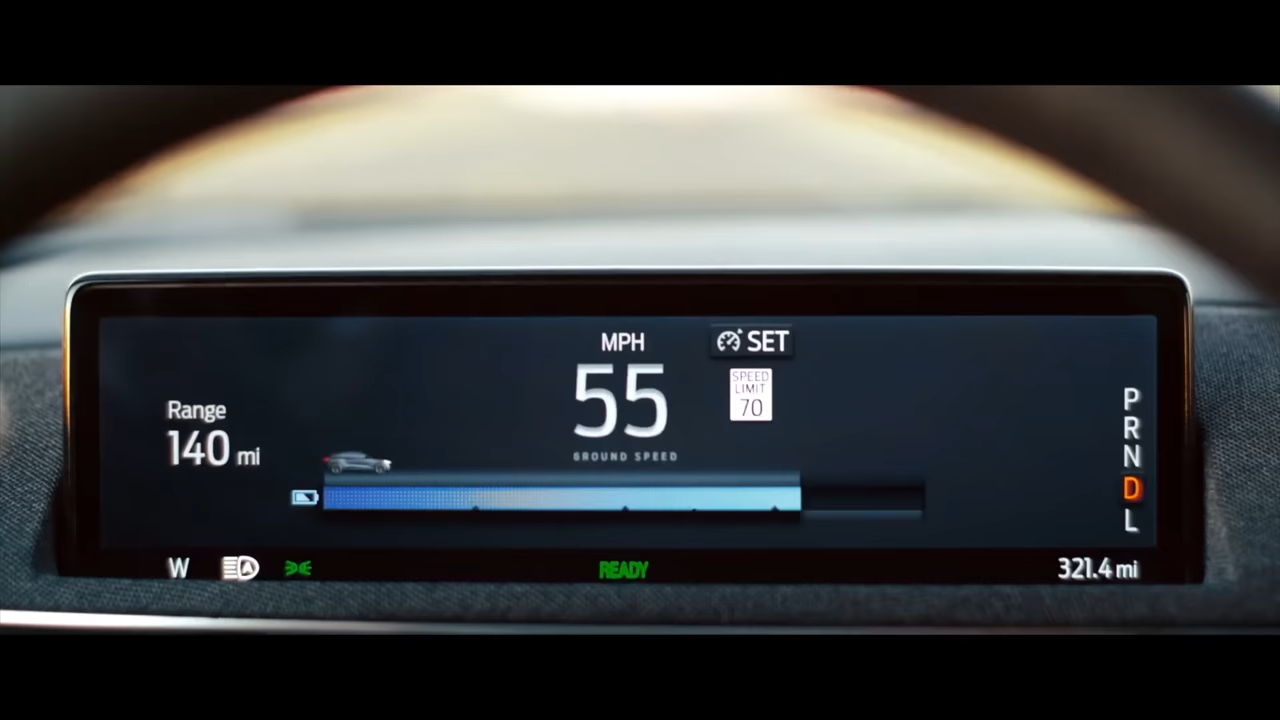 MPH
SET
55
SPEED
LIMIT
70
GROUND SPEED
Range
140 mi
P
R
N
D
L
W
A
READY
321.4 mi